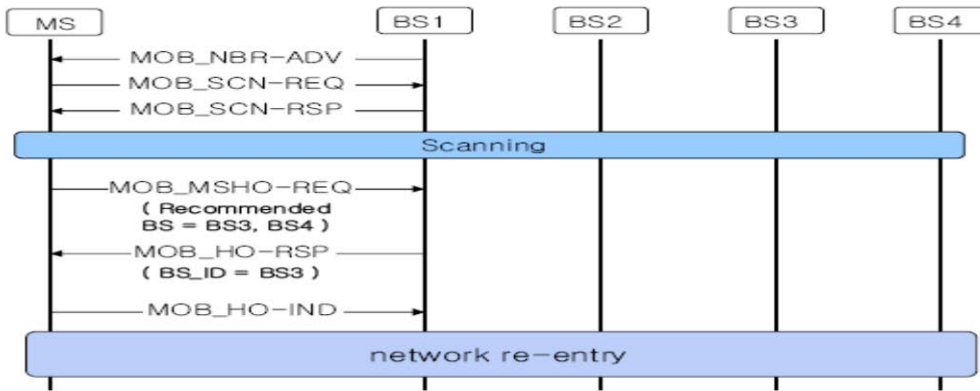 MS BS1 BS2 BS3 BS4
MOB_NBR-ADV
MOB_SCN-REQ
MOB_SCN-RSP
Scanning
MOB_MSHO-REQ
( Recommended
BS = BS3, BS4 )
MOB_HO-RSP
( BS_ID = BS3 )
MOB_HO-IND
network re-entry